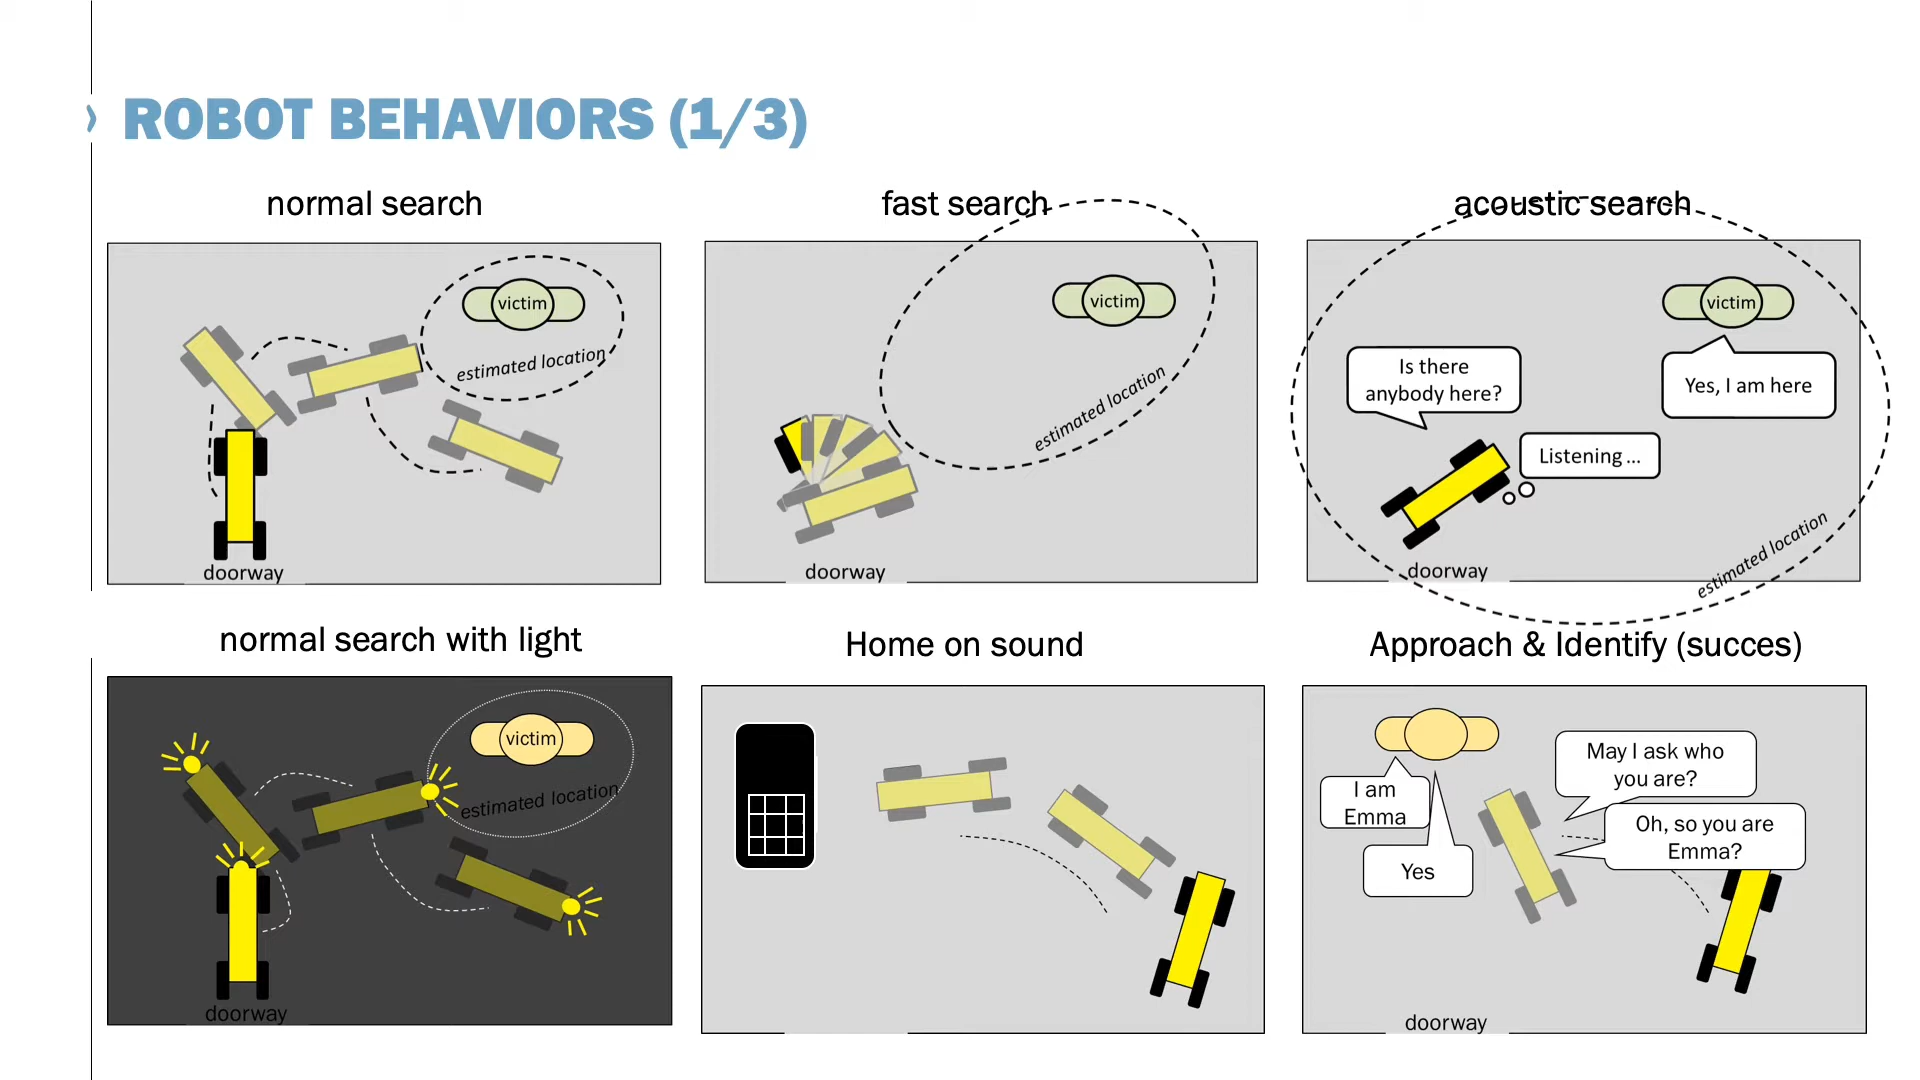 ROBOT BEHAVIORS (1/3)
normal search
victim
estimated location
doorway
fast search
victim
estimated location
doorway
acoustic search
victim
Is there
anybody here?
Yes, I am here
Listening ...
estimated location
doorway
normal search with light
victim
estimated location
doorway
Home on sound
Approach & Identify (succes)
May I ask who
you are?
I am
Emma
Oh, so you are
Emma?
Yes
doorway